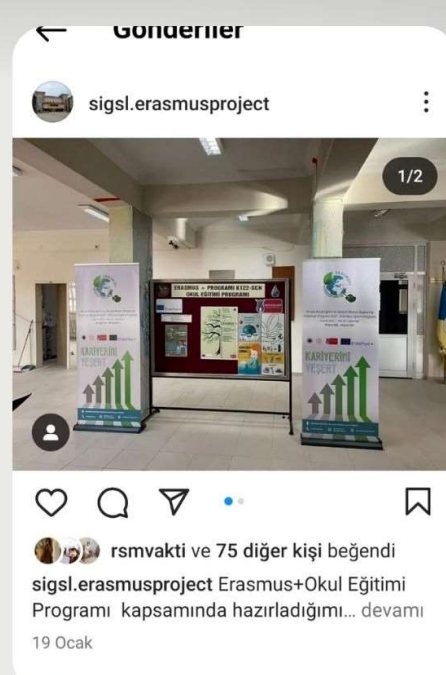 Gönderiler
sigsl.erasmusproject
1/2
ERASMUS + PROGRAMI K122-SCH
OKUL EĞİTİMİ PROGRAMI
KARİYERİNİ
YEŞERT
KARİYERİNİ
YEŞERT
rsmvakti ve 75 diğer kişi beğendi
sigsl.erasmusproject Erasmus+Okul Eğitimi
Programı kapsamında hazırladığımı... devamı
19 Ocak